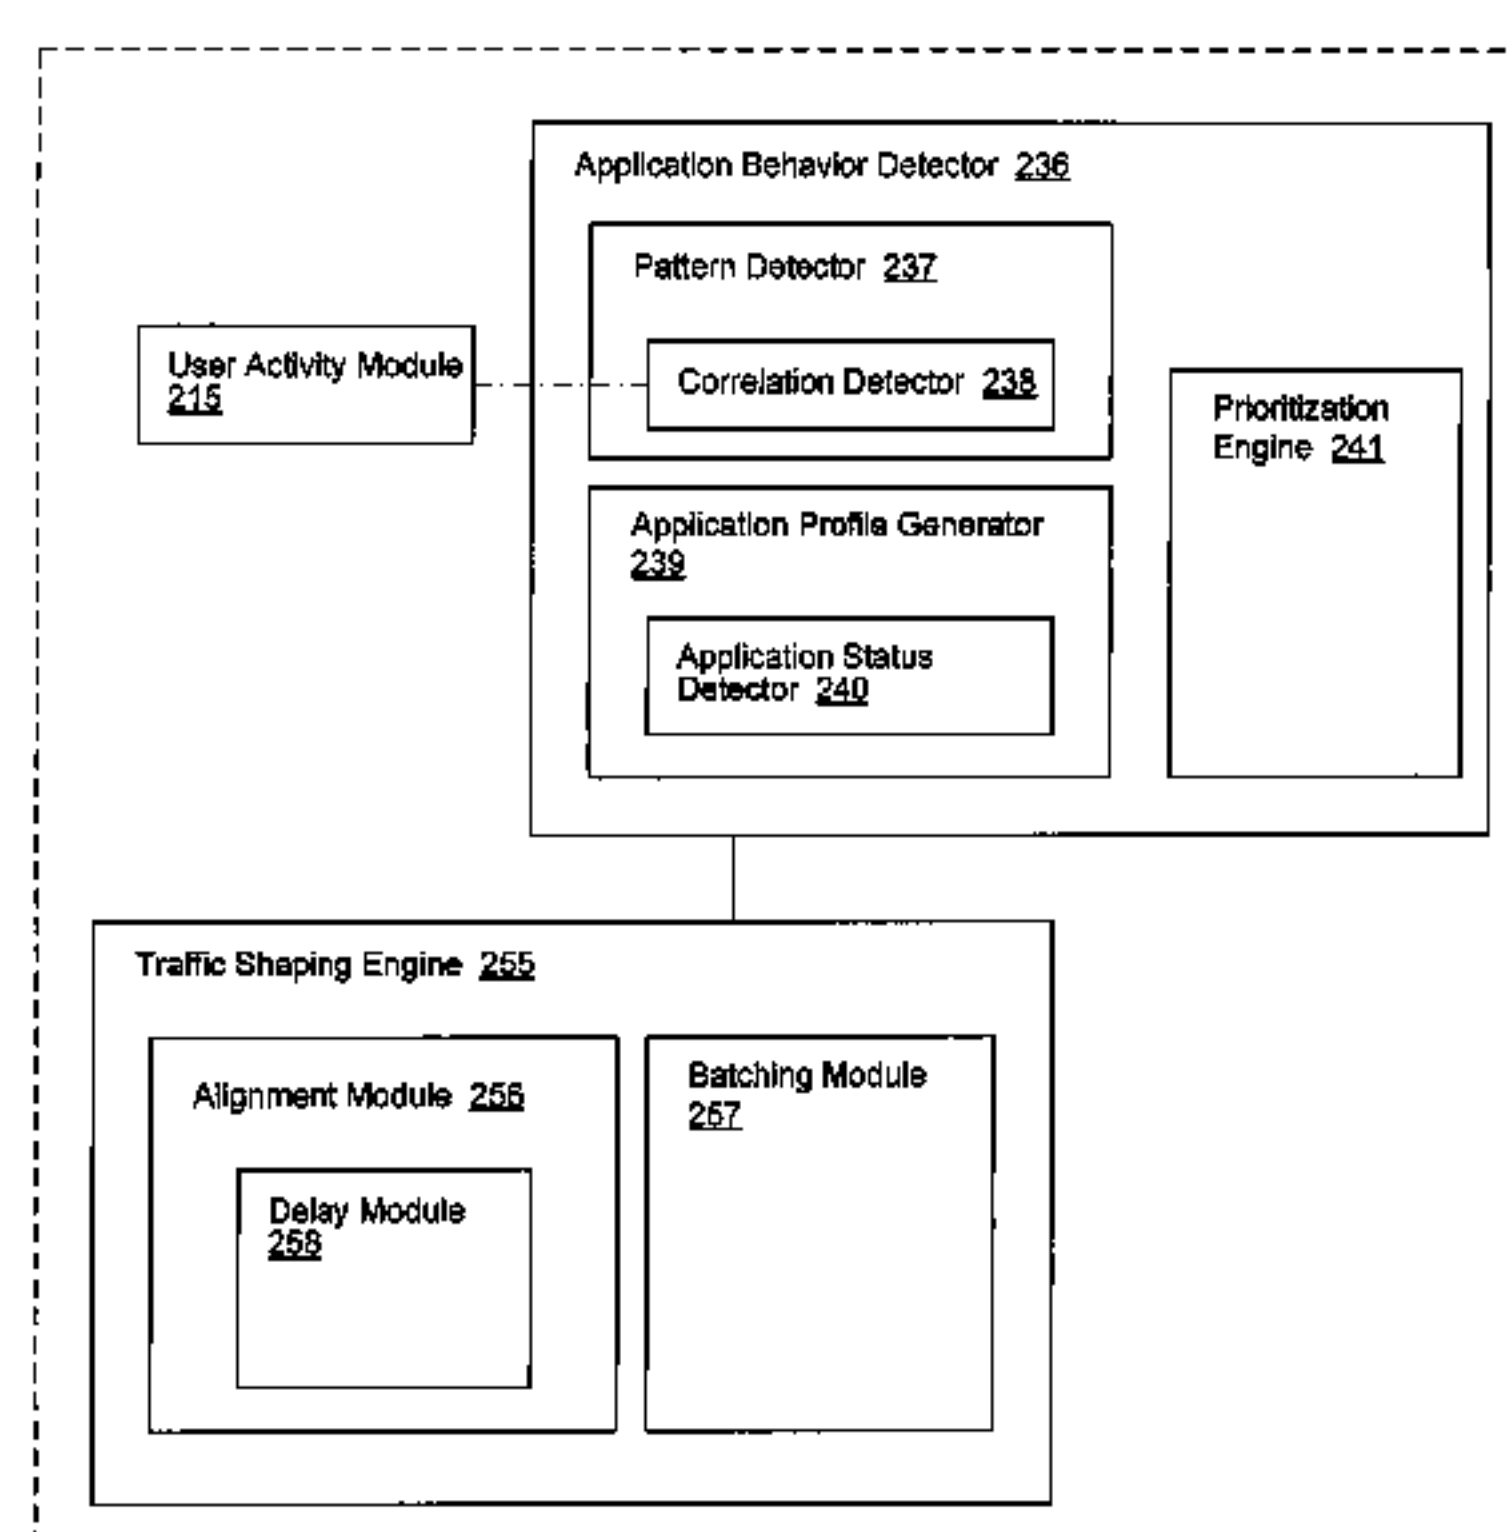 Application Behavior Detector 236
Pattern Detector 237
User Activity Module
215
Correlation Detector 238
Prioritization
Engine 241
Application Profile Generator
239
Application Status
Detector 240
Traffic Shaping Engine 255
Alignment Module 256
Batching Module
257
Delay Module
258